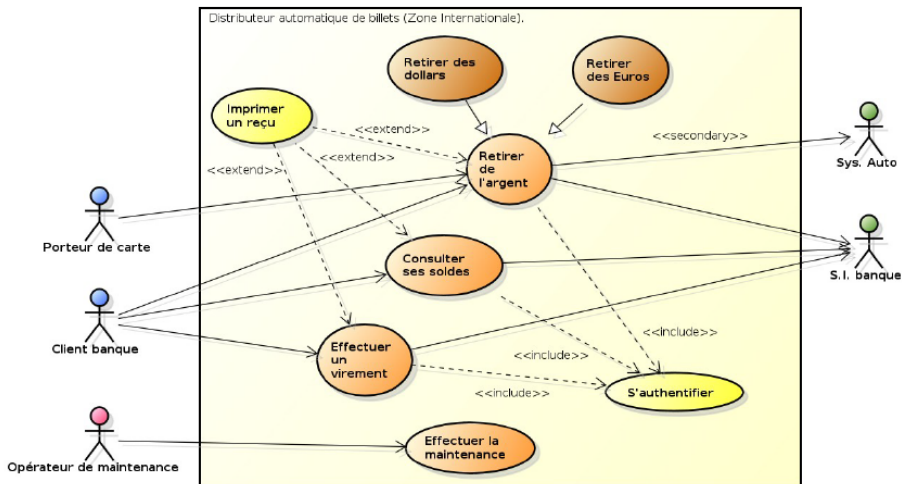 Distributeur automatique de billets (Zone Internationale).
Retirer des
dollars
Retirer
des Euros
Imprimer
un reçu
<<extend>>
<<secondary>>
<<extend>>
Retirer
de
l'argent
<<extend>>
Sys. Auto
Porteur de carte
Consulter
ses soldes
S.I. banque
Client banque
Effectuer
un
virement
<<include>>
<<include>>
<<include>>
S'authentifier
Effectuer la
maintenance
Opérateur de maintenance